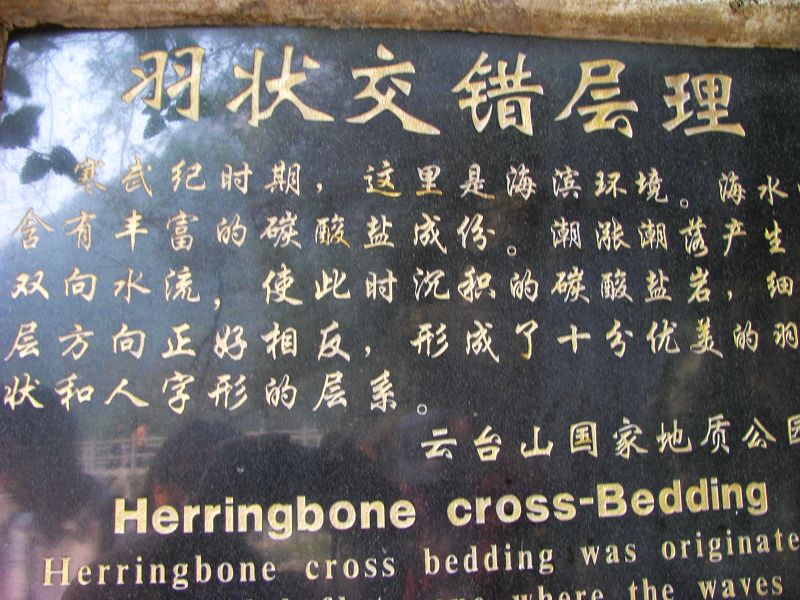 羽状交错层理
寒武纪时期，这里是海滨环境。海水
含有丰富的碳酸盐成份。潮涨潮落产生
双向水流，使此时沉积的碳酸盐岩，细
层方向正好相反，形成了十分优美的羽
状和人字形的层系。
云台山国家地质公园
Herringbone cross-Bedding
Herringbone cross bedding was originate
where the waves